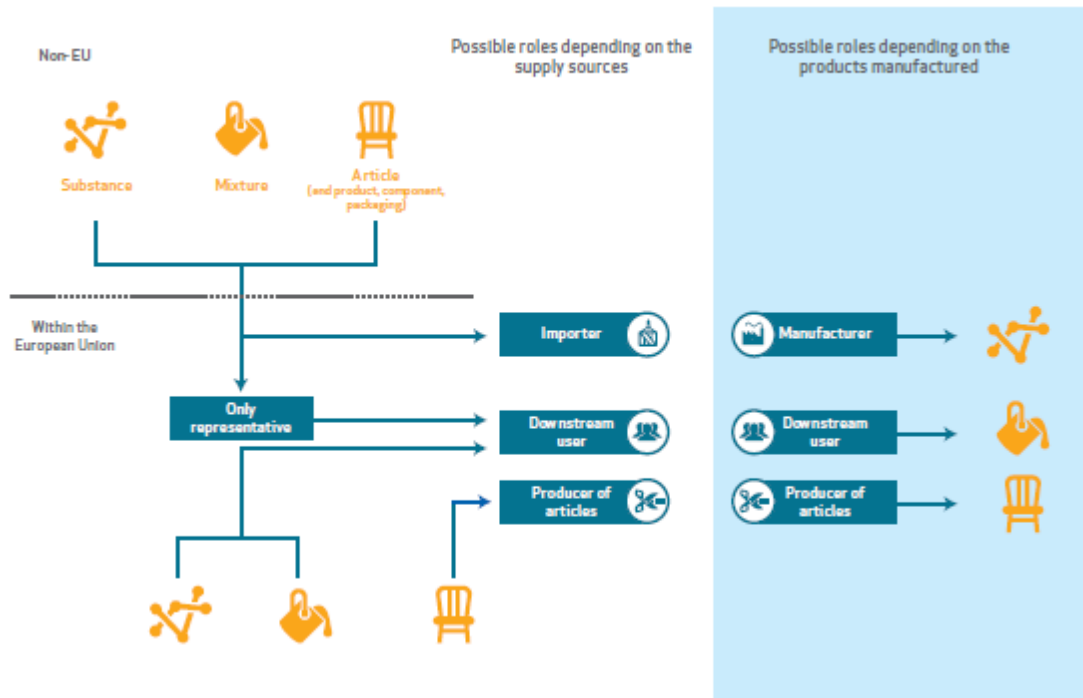 Non-EU
Possible roles depending on the
supply sources
Possible roles depending on the
products manufactured
Substance
Mixture
Article
(and product, component,
packaging)
Within the
European Union
Importer
Manufacturer
Only
representative
Downstream
user
Downstream
user
Producer of
articles
Producer of
articles